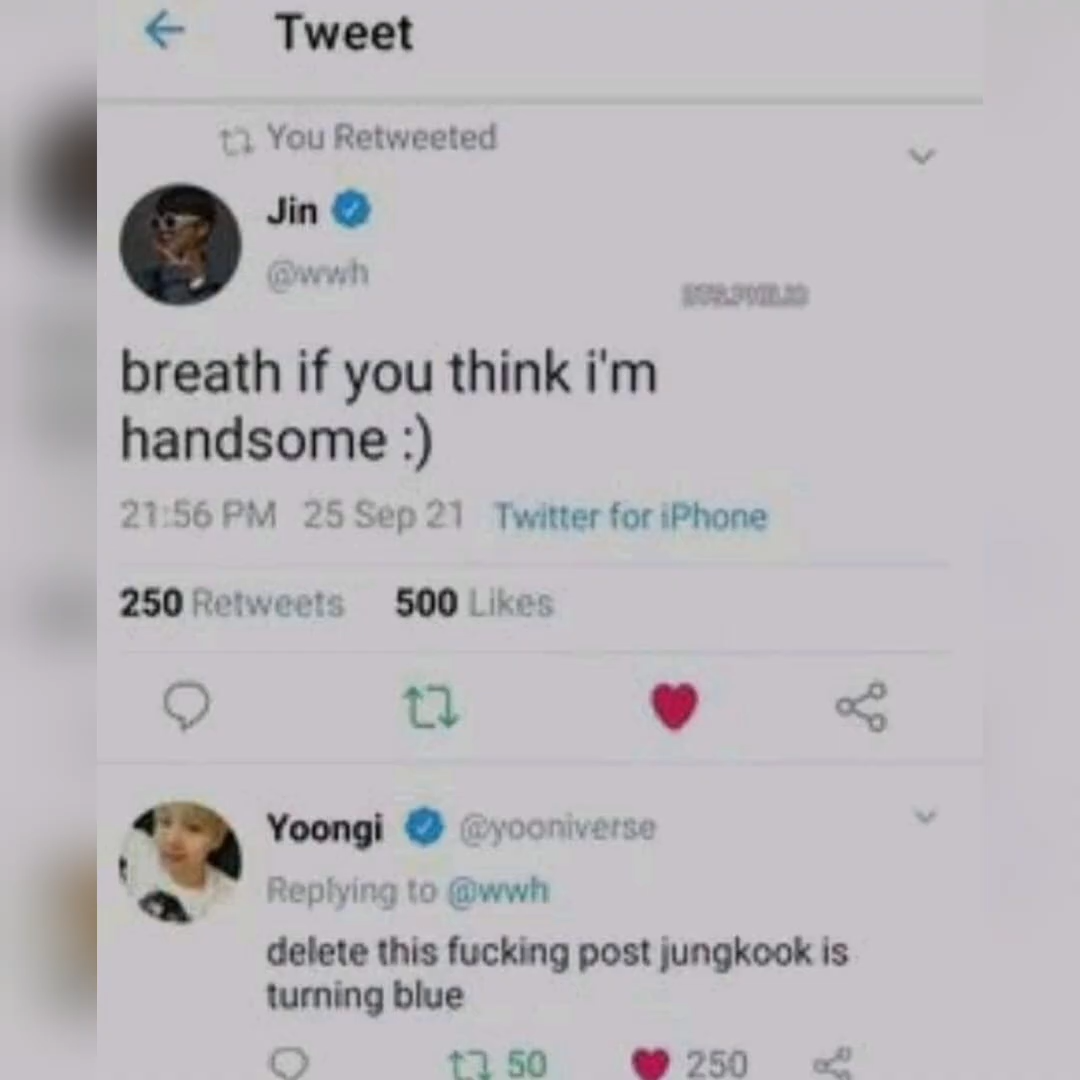 Tweet
You Retweeted
Jin
@wwh
breath if you think i'm
handsome :)
21:56 PM 25 Sep 21 Twitter for iPhone
250 Retweets 500 Likes
Yoongi @yooniverse
Replying to @wwh
delete this fucking post jungkook is
turning blue
50 250